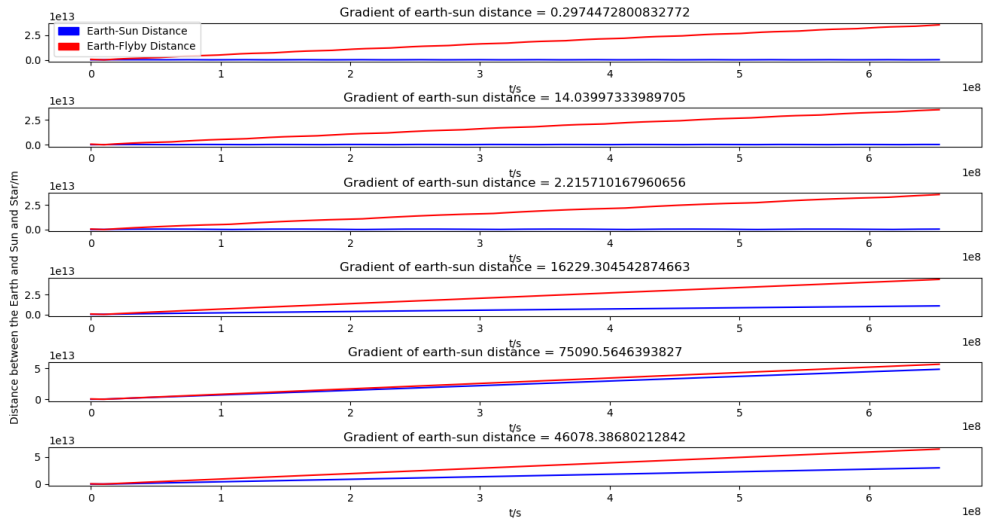 Gradient of earth-sun distance = 0.2974472800832772
1e13
2.5
0.0
Earth-Sun Distance
Earth-Flyby Distance
0 1 2 3 4 5 6
t/s
1e8
Gradient of earth-sun distance = 14.03997333989705
1e13
2.5
0.0
0 1 2 3 4 5 6
t/s
1e8
Gradient of earth-sun distance = 2.215710167960656
1e13
2.5
0.0
0 1 2 3 4 5 6
t/s
1e8
Distance between the Earth and Sun and Star/m
Gradient of earth-sun distance = 16229.304542874663
1e13
2.5
0.0
0 1 2 3 4 5 6
t/s
1e8
Gradient of earth-sun distance = 75090.5646393827
1e13
5
0
0 1 2 3 4 5 6
t/s
1e8
Gradient of earth-sun distance = 46078.38680212842
1e13
5
0
0 1 2 3 4 5 6
t/s
1e8